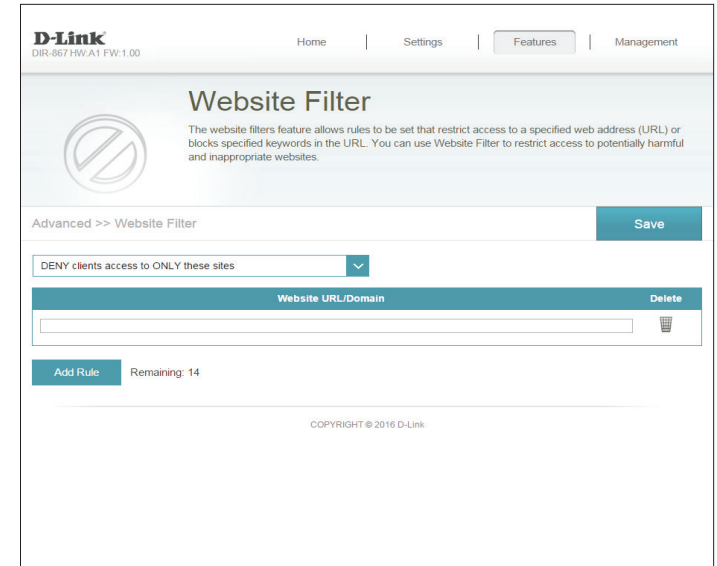 D-Link
DIR-867 HW:A1 FW:1.00
Home | Settings | Features | Management
Website Filter
The website filters feature allows rules to be set that restrict access to a specified web address (URL) or
blocks specified keywords in the URL. You can use Website Filter to restrict access to potentially harmful
and inappropriate websites.
Advanced >> Website Filter
Save
DENY clients access to ONLY these sites
Website URL/Domain
Delete
Add Rule
Remaining: 14
COPYRIGHT © 2016 D-Link